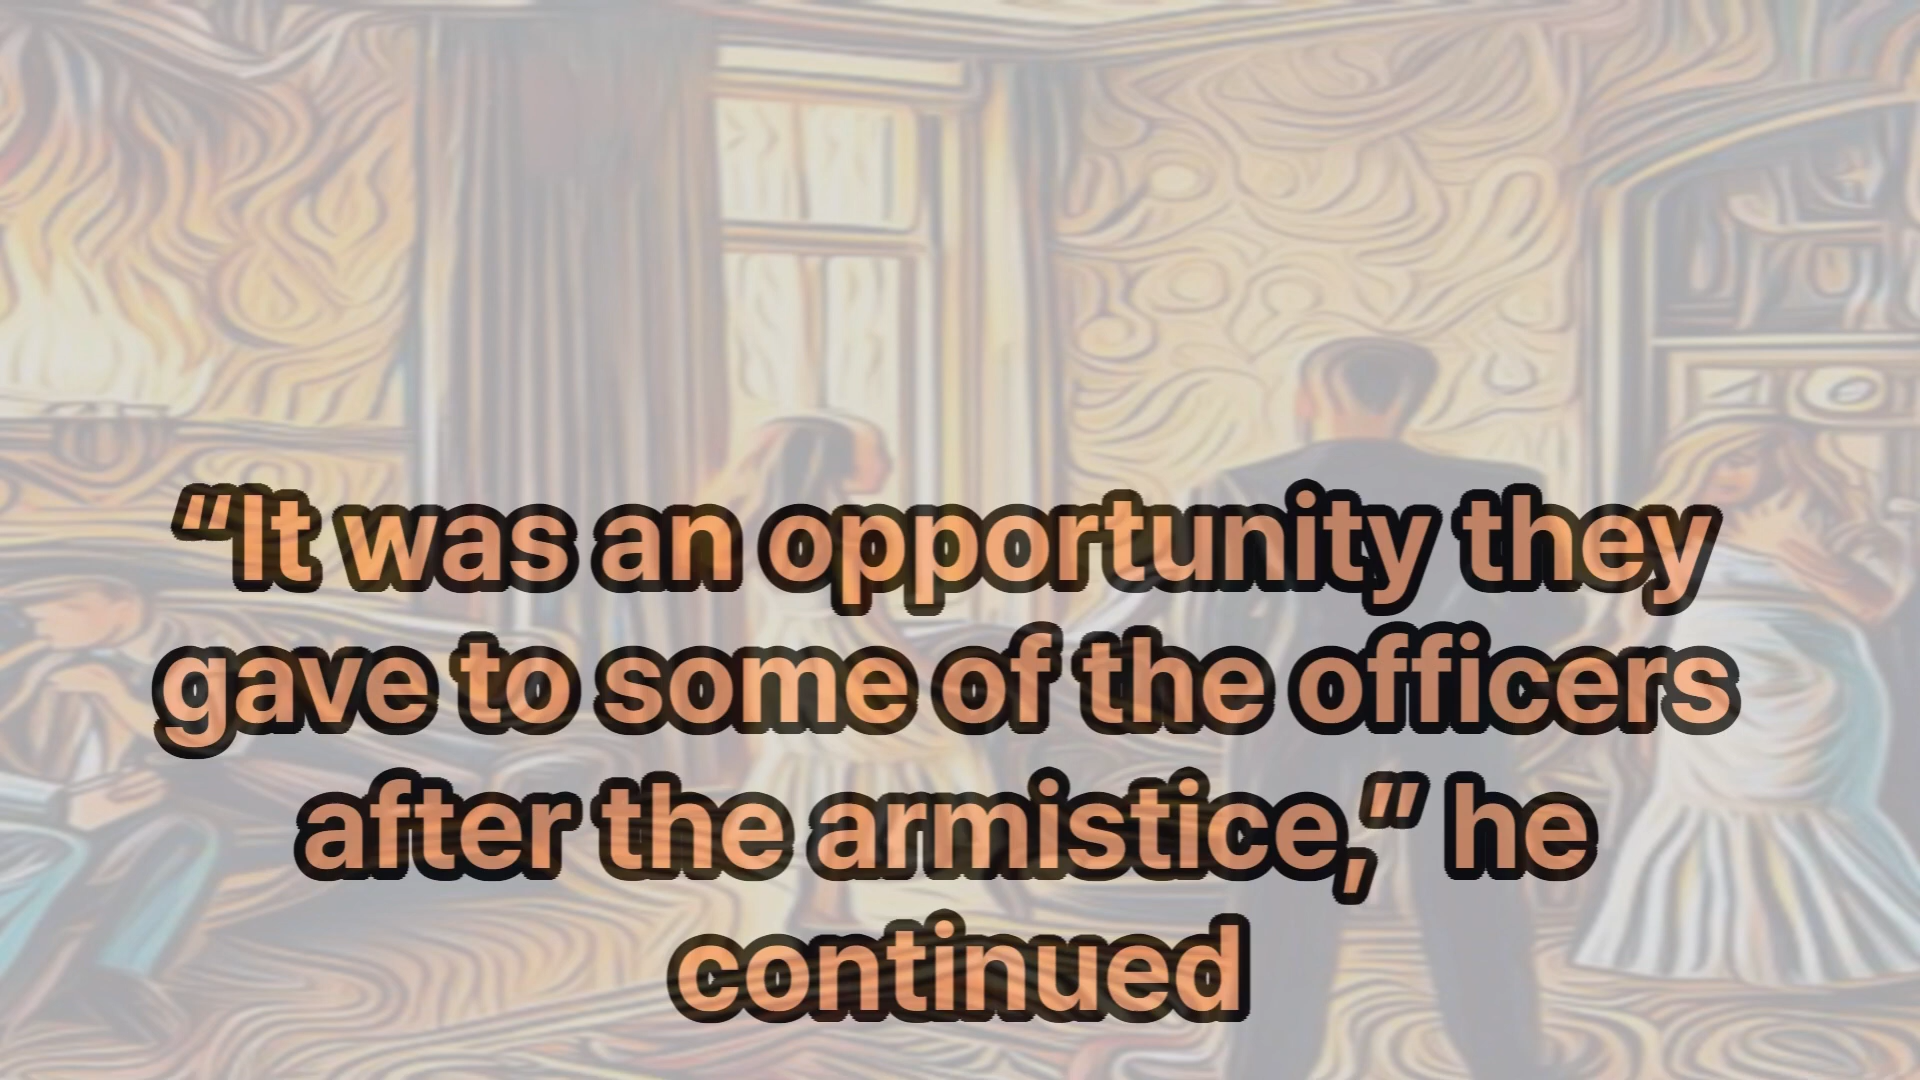 “It was an opportunity they
gave to some of the officers
after the armistice,” he
continued